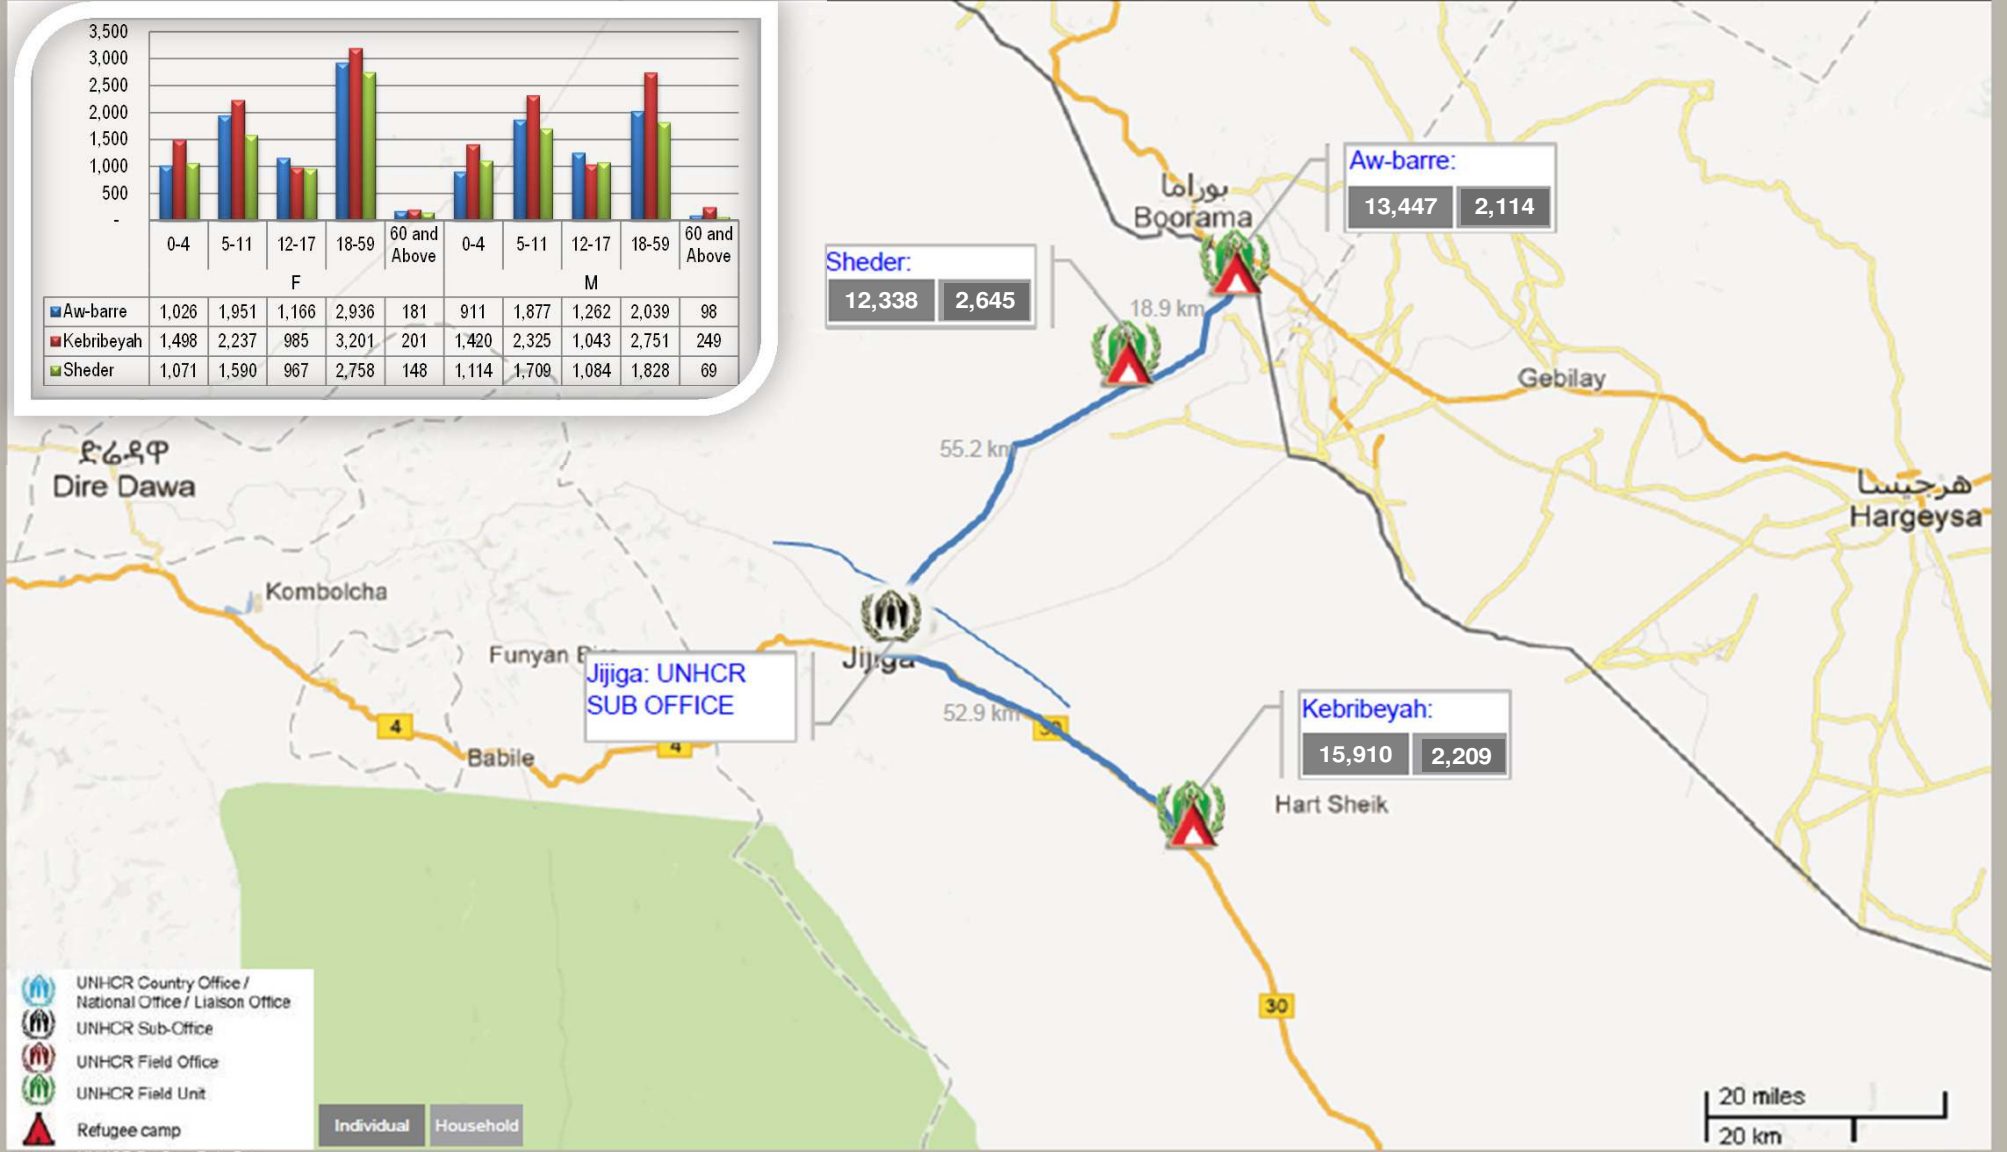 3,500
3,000
2,500
2,000
1,500
1,000
500
-
0-4 5-11 12-17 18-59 60 and Above 0-4 5-11 12-17 18-59 60 and Above
F M
Aw-barre 1,026 1,951 1,166 2,936 181 911 1,877 1,262 2,039 98
Kebribeyah 1,498 2,237 985 3,201 201 1,420 2,325 1,043 2,751 249
Sheder 1,071 1,590 967 2,758 148 1,114 1,709 1,084 1,828 69
Aw-barre:
13,447 2,114
بوراما
Boorama
Sheder:
12,338 2,645
18.9 km
Gebilay
55.2 km
ድሬዳዋ
Dire Dawa
هرجيسا
Hargeysa
Kombolcha
Funyan
Jijiga
Jijiga: UNHCR
SUB OFFICE
52.9 km
30
4
4
Babile
Kebribeyah:
15,910 2,209
Hart Sheik
30
UNHCR Country Office /
National Office / Liaison Office
UNHCR Sub-Office
UNHCR Field Office
UNHCR Field Unit
Refugee camp
Individual Household
20 miles
20 km